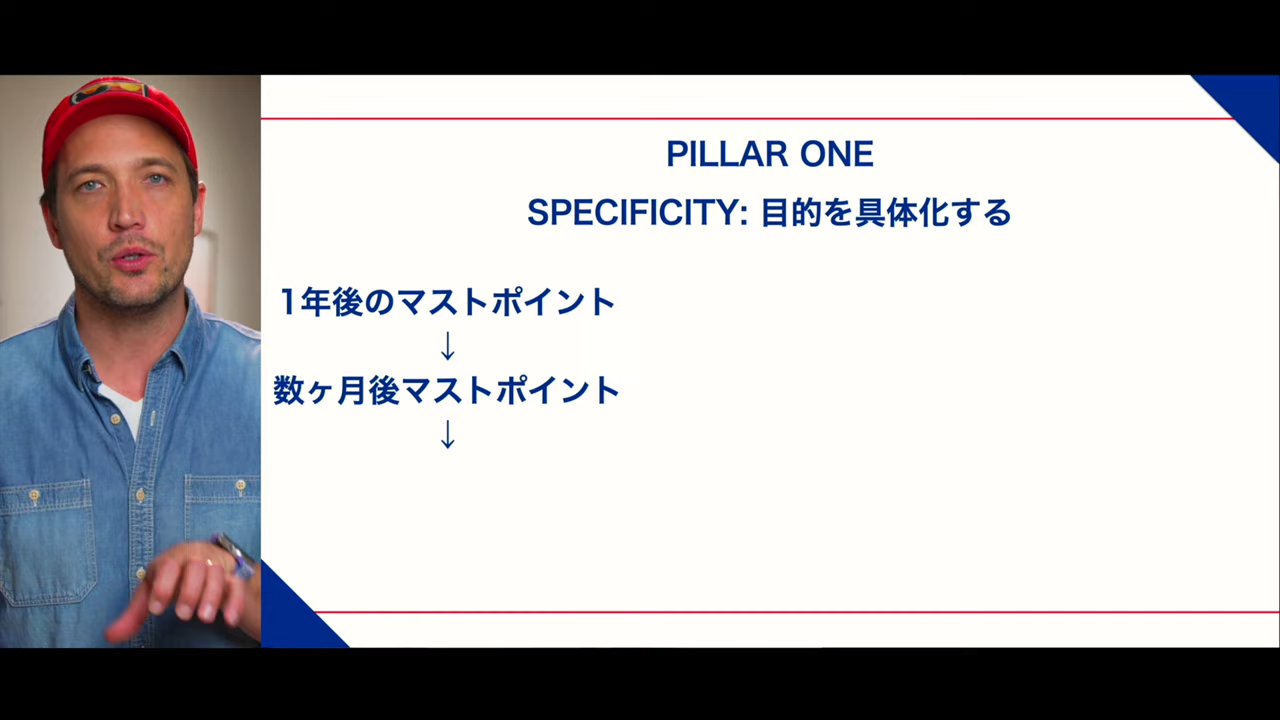 PILLAR ONE
SPECIFICITY: 目的を具体化する
1年後のマストポイント
↓
数ヶ月後マストポイント
↓